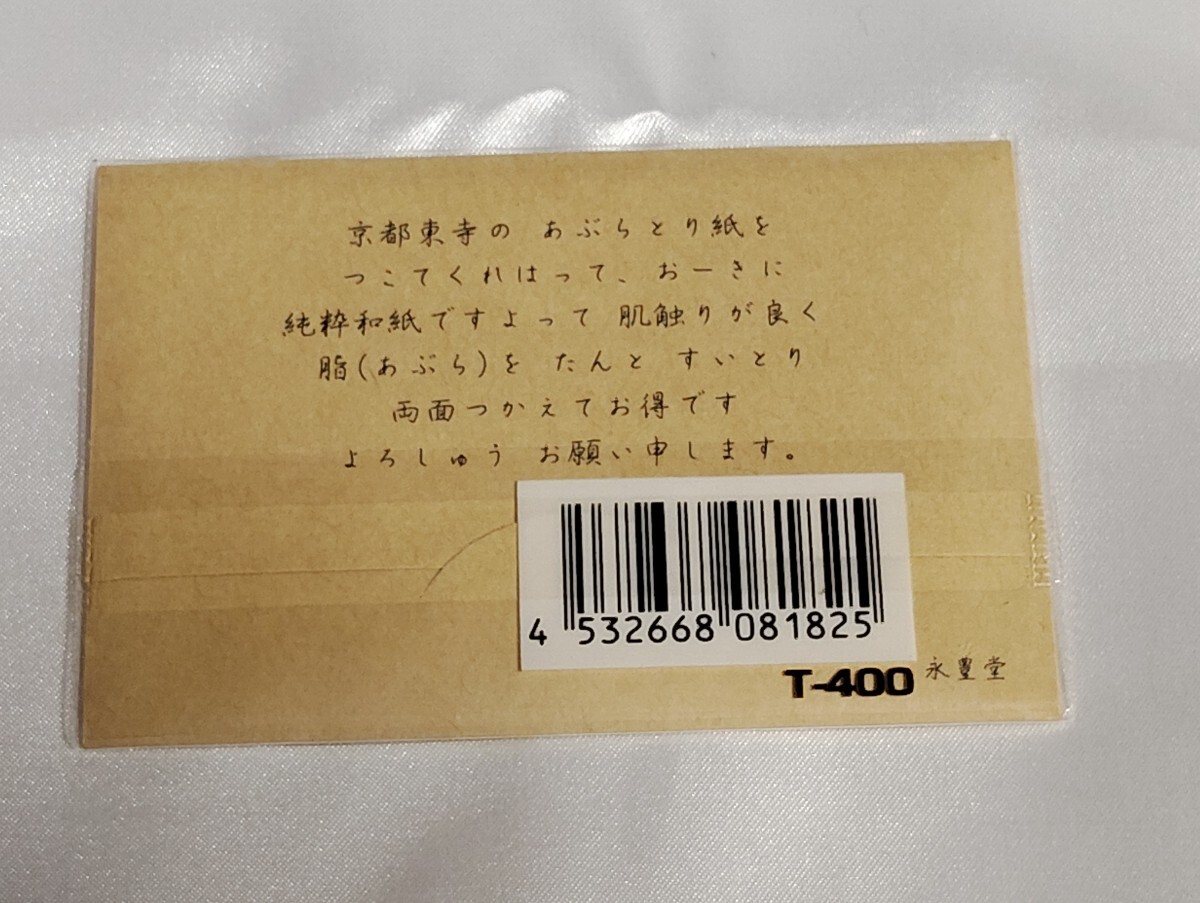 京都東寺の あぶらとり紙を
つこてくれはって、おーきに
純粋和紙ですよって 肌触りが良く
脂(あぶら)を たんと すいとり
両面つかえてお得です
よろしゅう お願い申します。
4 532668 081825
T-400 永豊堂